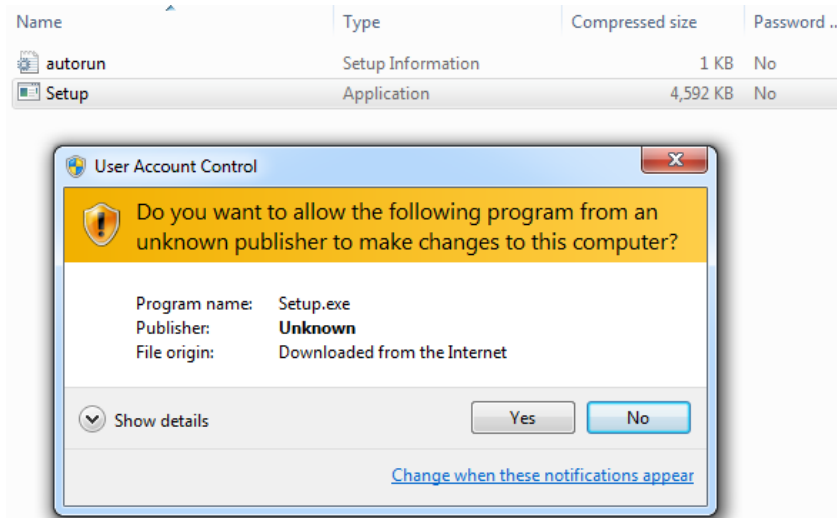 Name Type Compressed size Password ...
autorun Setup Information 1 KB No
Setup Application 4,592 KB No
User Account Control
Do you want to allow the following program from an
unknown publisher to make changes to this computer?
Program name: Setup.exe
Publisher: Unknown
File origin: Downloaded from the Internet
Show details Yes No
Change when these notifications appear